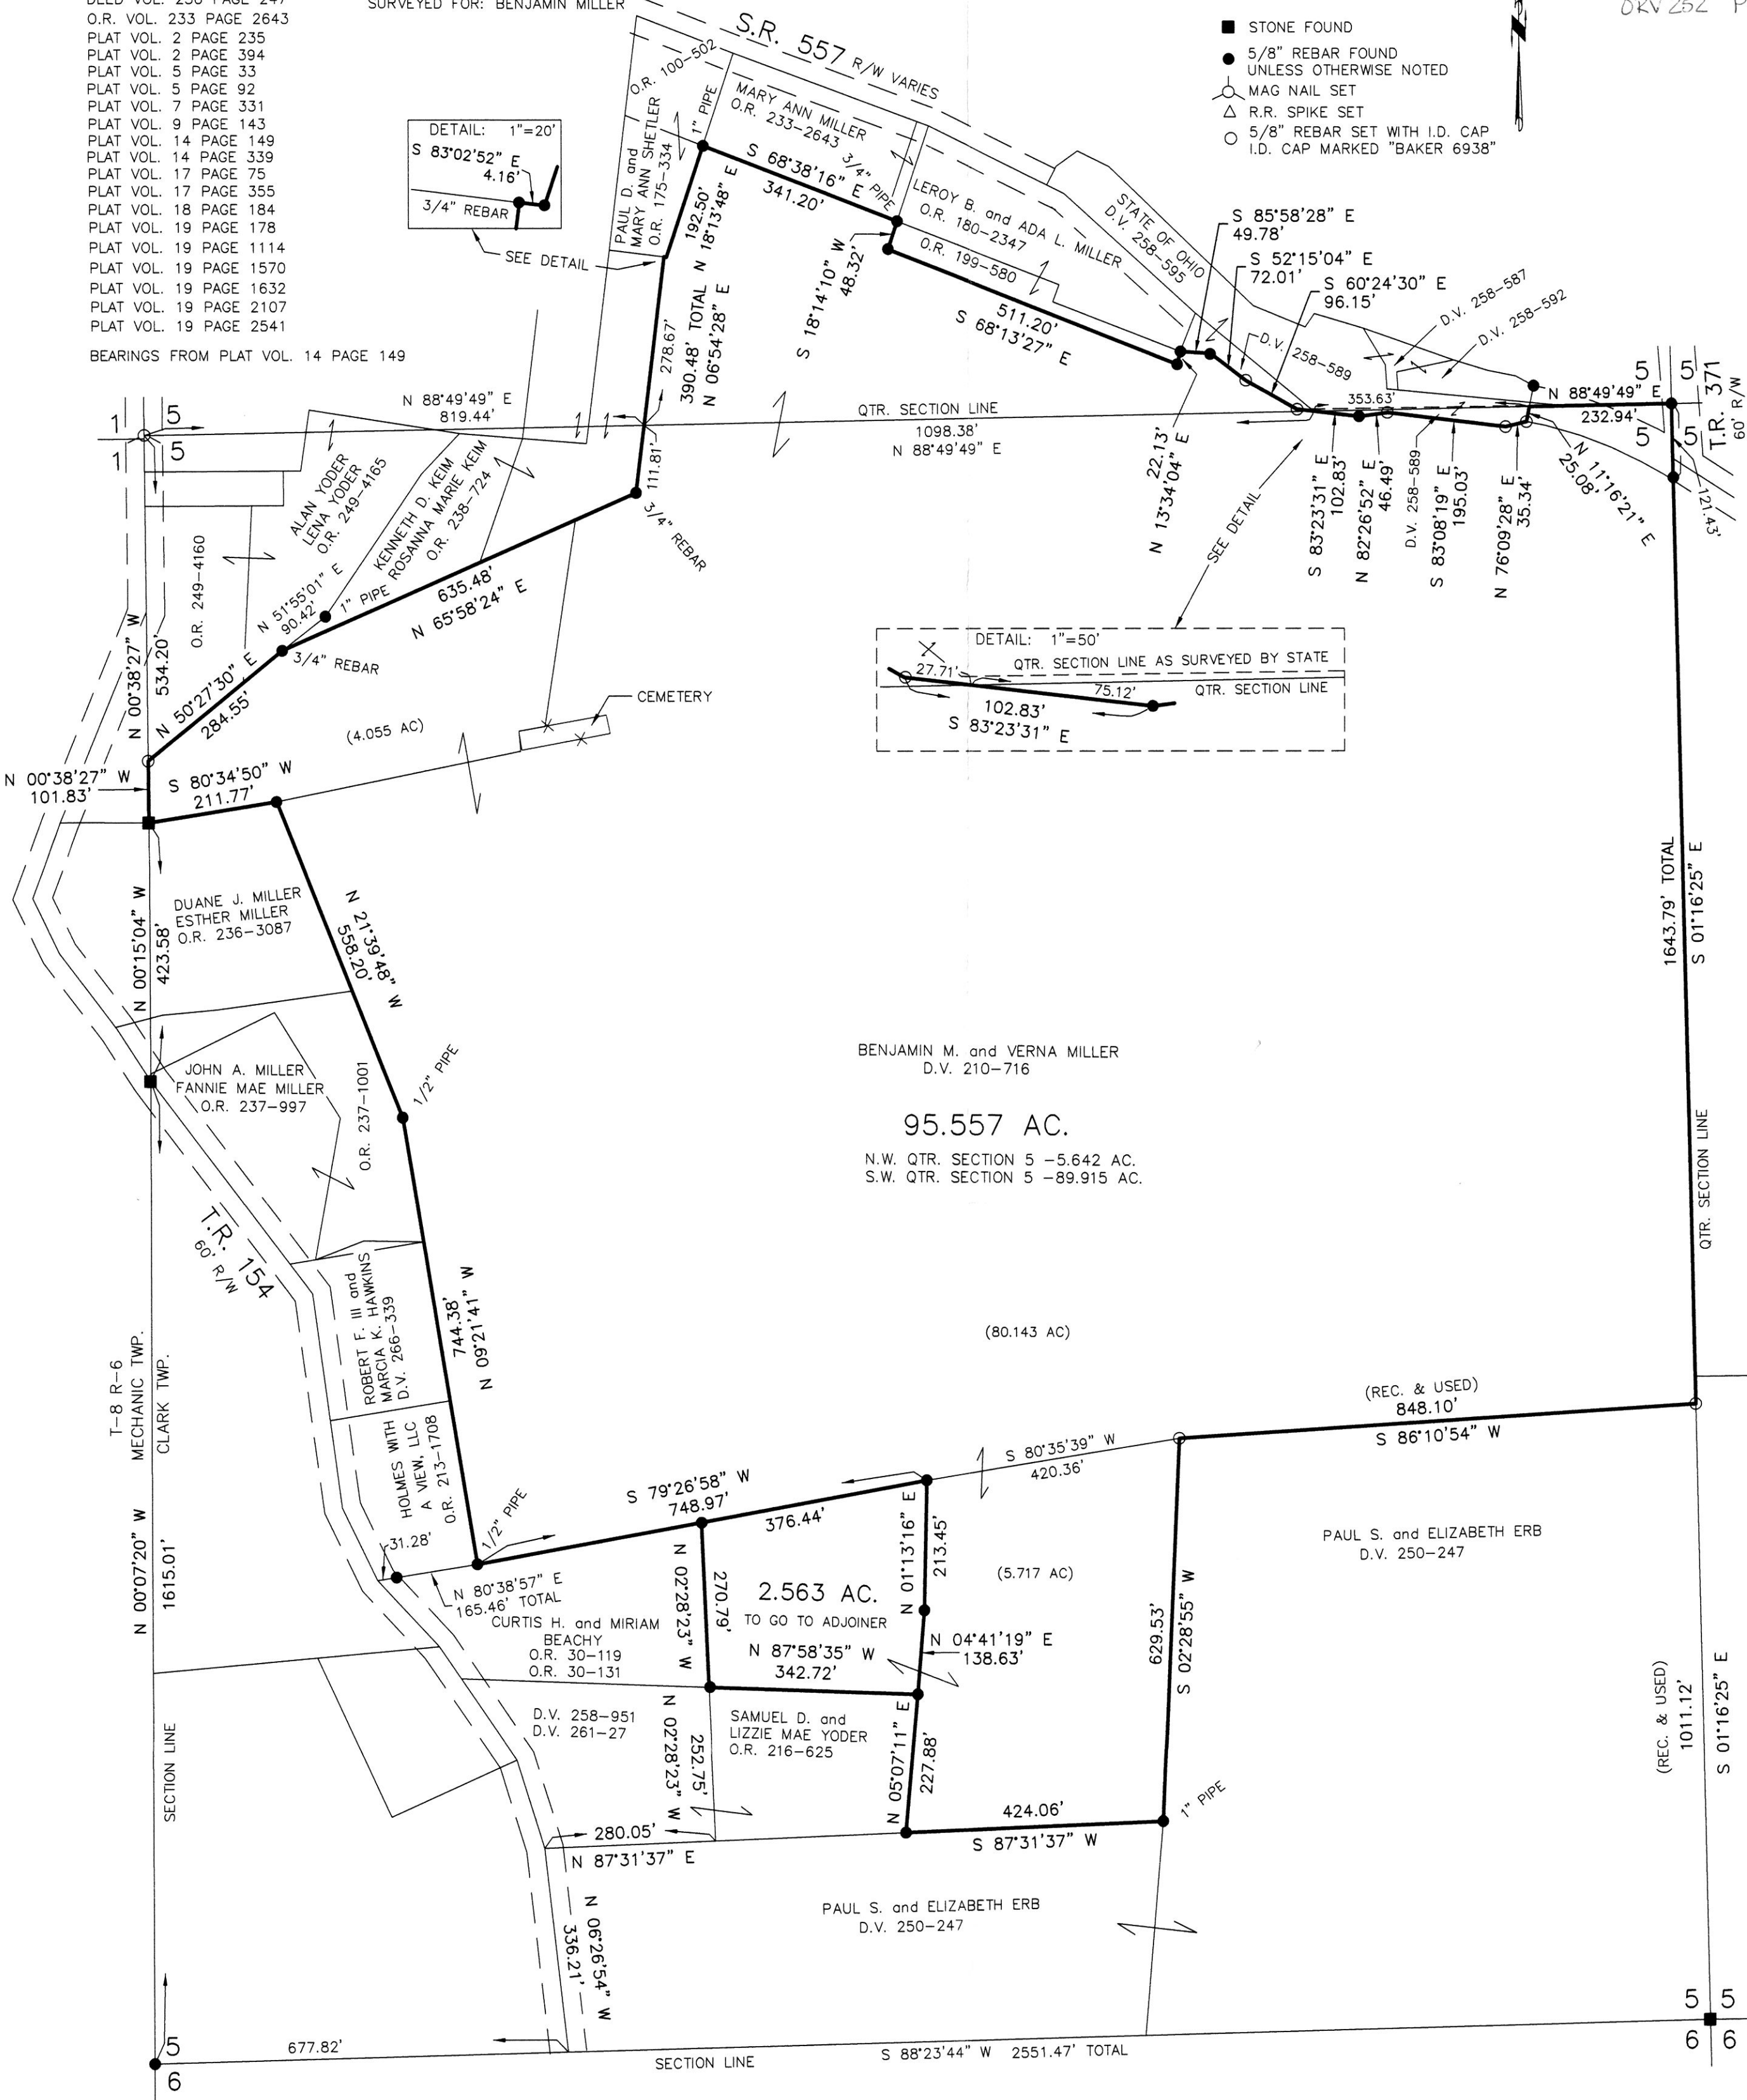 O.R. VOL. 233 PAGE 2643
PLAT VOL. 2 PAGE 235
PLAT VOL. 2 PAGE 394
PLAT VOL. 5 PAGE 33
PLAT VOL. 5 PAGE 92
PLAT VOL. 7 PAGE 331
PLAT VOL. 9 PAGE 143
PLAT VOL. 14 PAGE 149
PLAT VOL. 14 PAGE 339
PLAT VOL. 17 PAGE 75
PLAT VOL. 17 PAGE 355
PLAT VOL. 18 PAGE 184
PLAT VOL. 19 PAGE 178
PLAT VOL. 19 PAGE 1114
PLAT VOL. 19 PAGE 1570
PLAT VOL. 19 PAGE 1632
PLAT VOL. 19 PAGE 2107
PLAT VOL. 19 PAGE 2541
BEARINGS FROM PLAT VOL. 14 PAGE 149
SURVEYED FOR: BENJAMIN MILLER
STONE FOUND
5/8" REBAR FOUND
UNLESS OTHERWISE NOTED
MAG NAIL SET
R.R. SPIKE SET
5/8" REBAR SET WITH I.D. CAP
I.D. CAP MARKED "BAKER 6938"
ORV 252 P
DETAIL: 1"=20'
S 83°02'52" E
4.16'
3/4" REBAR
SEE DETAIL
S.R. 557 R/W VARIES
O.R. 100-502
PAUL D. and
MARY ANN SHETLER
O.R. 175-334
1" PIPE
MARY ANN MILLER
O.R. 233-2643
3/4" PIPE
S 68°38'16" E
341.20'
192.50'
N 18°13'48" E
278.67'
390.48' TOTAL
N 06°54'28" E
S 18°14'10" W
48.32'
LEROY B. and ADA L. MILLER
O.R. 180-2347
O.R. 199-580
511.20'
S 68°13'27" E
STATE OF OHIO
D.V. 258-595
S 85°58'28" E
49.78'
S 52°15'04" E
72.01'
S 60°24'30" E
96.15'
D.V. 258-587
D.V. 258-592
D.V. 258-589
353.63'
N 88°49'49" E
232.94'
5 5
5 5
T.R. 371
60' R/W
121.43'
N 11°16'21" E
25.08'
N 76°09'28" E
35.34'
S 83°08'19" E
195.03'
D.V. 258-589
N 82°26'52" E
46.49'
S 83°23'31" E
102.83'
22.13'
N 13°34'04" E
SEE DETAIL
QTR. SECTION LINE
1098.38'
N 88°49'49" E
N 88°49'49" E
819.44'
1 5
1 5
111.81'
3/4" REBAR
ALAN YODER
LENA YODER
O.R. 249-4165
KENNETH D. KEIM
ROSANNA MARIE KEIM
O.R. 238-724
O.R. 249-4160
N 51°55'01" E
90.42'
1" PIPE
635.48'
N 65°58'24" E
3/4" REBAR
N 00°38'27" W
534.20'
N 50°27'30" E
284.55'
(4.055 AC)
CEMETERY
DETAIL: 1"=50'
27.71'
QTR. SECTION LINE AS SURVEYED BY STATE
75.12'
QTR. SECTION LINE
102.83'
S 83°23'31" E
N 00°38'27" W
101.83'
S 80°34'50" W
211.77'
N 00°15'04" W
423.58'
DUANE J. MILLER
ESTHER MILLER
O.R. 236-3087
N 21°39'48" W
558.20'
1/2" PIPE
JOHN A. MILLER
FANNIE MAE MILLER
O.R. 237-997
O.R. 237-1001
1643.79' TOTAL
S 01°16'25" E
QTR. SECTION LINE
BENJAMIN M. and VERNA MILLER
D.V. 210-716
95.557 AC.
N.W. QTR. SECTION 5 -5.642 AC.
S.W. QTR. SECTION 5 -89.915 AC.
T.R. 154
60' R/W
ROBERT F. III and
MARCIA K. HAWKINS
D.V. 266-339
744.38'
N 09°21'41" W
T-8 R-6
MECHANIC TWP.
CLARK TWP.
HOLMES WITH
A VIEW, LLC
O.R. 213-1708
(80.143 AC)
(REC. & USED)
848.10'
S 86°10'54" W
S 80°35'39" W
420.36'
1/2" PIPE
S 79°26'58" W
748.97'
376.44'
31.28'
N 80°38'57" E
165.46' TOTAL
N 00°07'20" W
1615.01'
CURTIS H. and MIRIAM
BEACHY
O.R. 30-119
O.R. 30-131
N 02°28'23" W
270.79'
2.563 AC.
TO GO TO ADJOINER
N 87°58'35" W
342.72'
N 01°13'16" E
213.45'
N 04°41'19" E
138.63'
(5.717 AC)
629.53'
S 02°28'55" W
PAUL S. and ELIZABETH ERB
D.V. 250-247
D.V. 258-951
D.V. 261-27
N 02°28'23" W
252.75'
SAMUEL D. and
LIZZIE MAE YODER
O.R. 216-625
N 05°07'11" E
227.88'
1" PIPE
424.06'
S 87°31'37" W
280.05'
N 87°31'37" E
SECTION LINE
(REC. & USED)
1011.12'
S 01°16'25" E
N 06°26'54" W
336.21'
PAUL S. and ELIZABETH ERB
D.V. 250-247
5
6
677.82'
SECTION LINE
S 88°23'44" W 2551.47' TOTAL
5 5
6 6